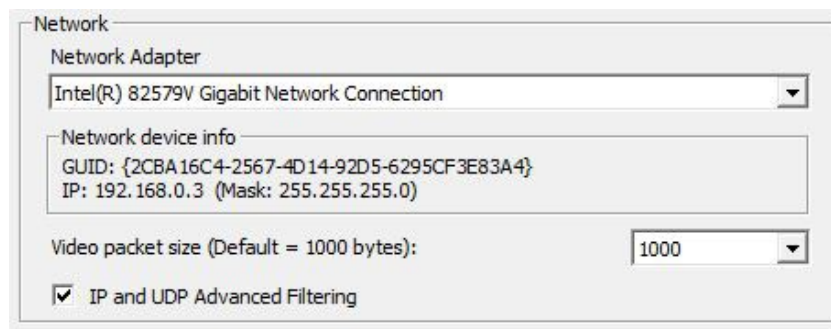 Network
Network Adapter
Intel(R) 82579V Gigabit Network Connection
Network device info
GUID: {2CBA16C4-2567-4D14-92D5-6295CF3E83A4}
IP: 192.168.0.3 (Mask: 255.255.255.0)
Video packet size (Default = 1000 bytes): 1000
IP and UDP Advanced Filtering